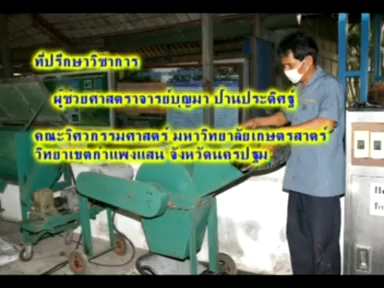 ที่ปรึกษาวิชาการ
ผู้ช่วยศาสตราจารย์บุญมา ป่านประดิษฐ์
คณะวิศวกรรมศาสตร์ มหาวิทยาลัยเกษตรศาสตร์
วิทยาเขตกำแพงแสน จังหวัดนครปฐม